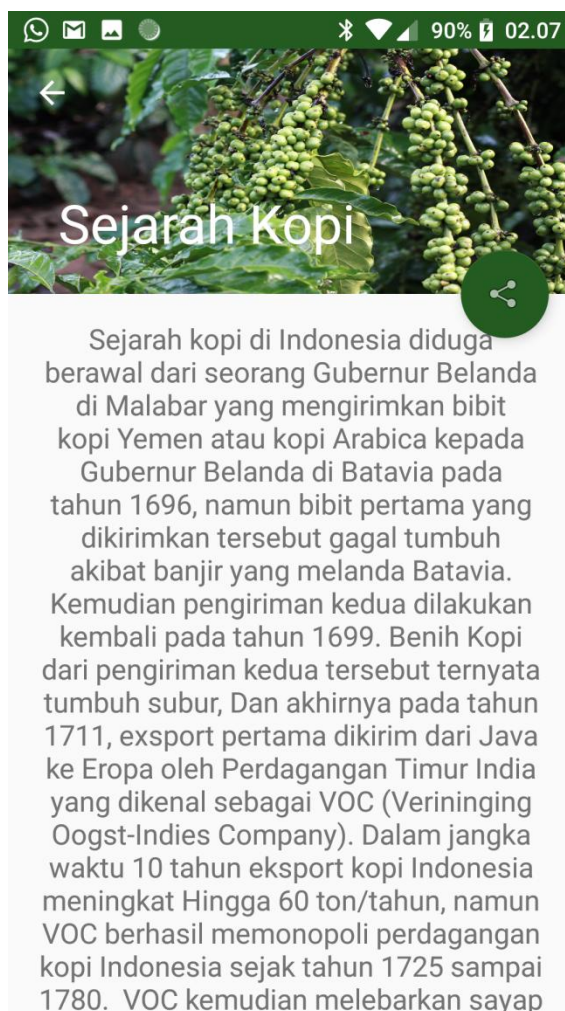 90% 02.07
Sejarah Kopi
Sejarah kopi di Indonesia diduga
berawal dari seorang Gubernur Belanda
di Malabar yang mengirimkan bibit
kopi Yemen atau kopi Arabica kepada
Gubernur Belanda di Batavia pada
tahun 1696, namun bibit pertama yang
dikirimkan tersebut gagal tumbuh
akibat banjir yang melanda Batavia.
Kemudian pengiriman kedua dilakukan
kembali pada tahun 1699. Benih Kopi
dari pengiriman kedua tersebut ternyata
tumbuh subur, Dan akhirnya pada tahun
1711, exsport pertama dikirim dari Java
ke Eropa oleh Perdagangan Timur India
yang dikenal sebagai VOC (Verininging
Oogst-Indies Company). Dalam jangka
waktu 10 tahun eksport kopi Indonesia
meningkat Hingga 60 ton/tahun, namun
VOC berhasil memonopoli perdagangan
kopi Indonesia sejak tahun 1725 sampai
1780. VOC kemudian melebarkan sayap